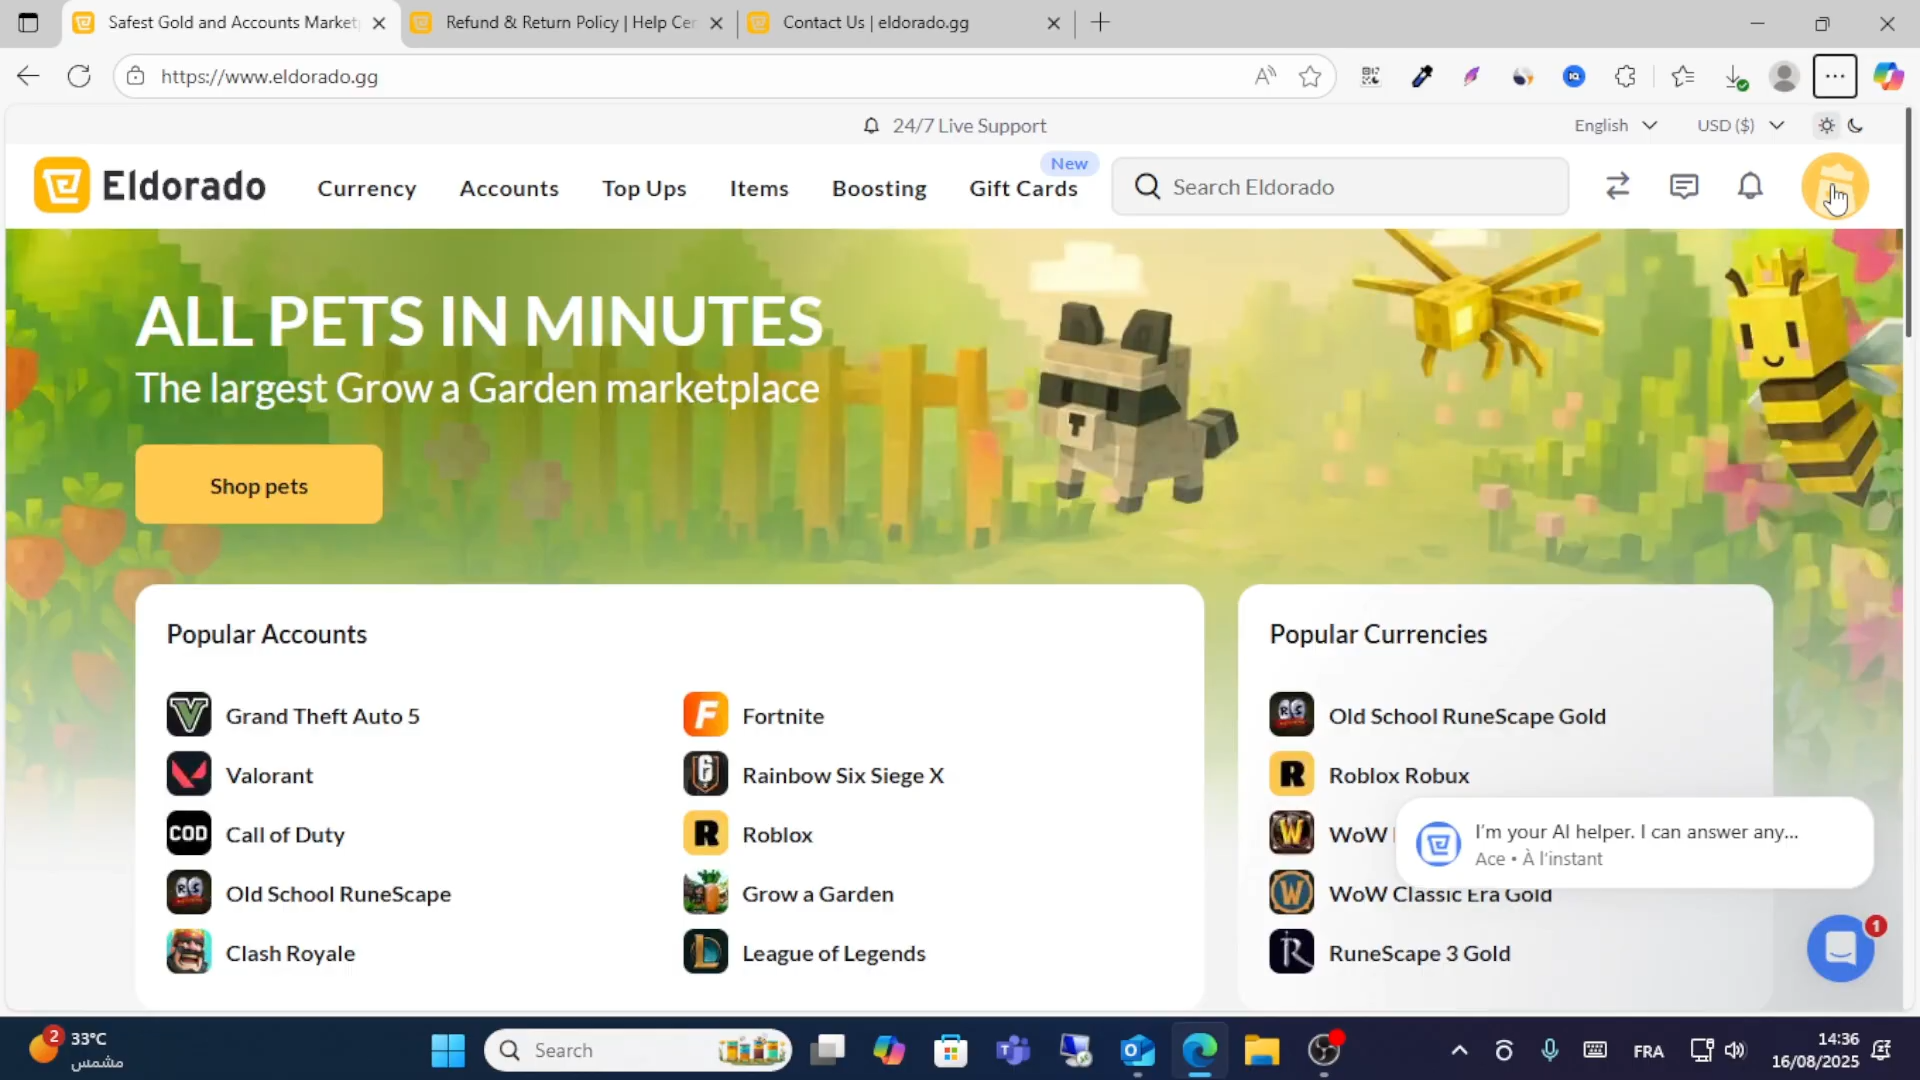 Safest Gold and Accounts Market
Refund & Return Policy | Help Cen
Contact Us | eldorado.gg
https://www.eldorado.gg
24/7 Live Support
English
USD ($)
Eldorado
Currency
Accounts
Top Ups
Items
Boosting
Gift Cards
New
Search Eldorado
ALL PETS IN MINUTES
The largest Grow a Garden marketplace
Shop pets
Popular Accounts
Grand Theft Auto 5
Valorant
COD
Call of Duty
Old School RuneScape
Clash Royale
Fortnite
Rainbow Six Siege X
Roblox
Grow a Garden
League of Legends
Popular Currencies
Old School RuneScape Gold
Roblox Robux
WoW
WoW Classic Era Gold
RuneScape 3 Gold
I'm your AI helper. I can answer any...
Ace • À l'instant
1
2
33°C
مشمس
Search
FRA
14:36
16/08/2025